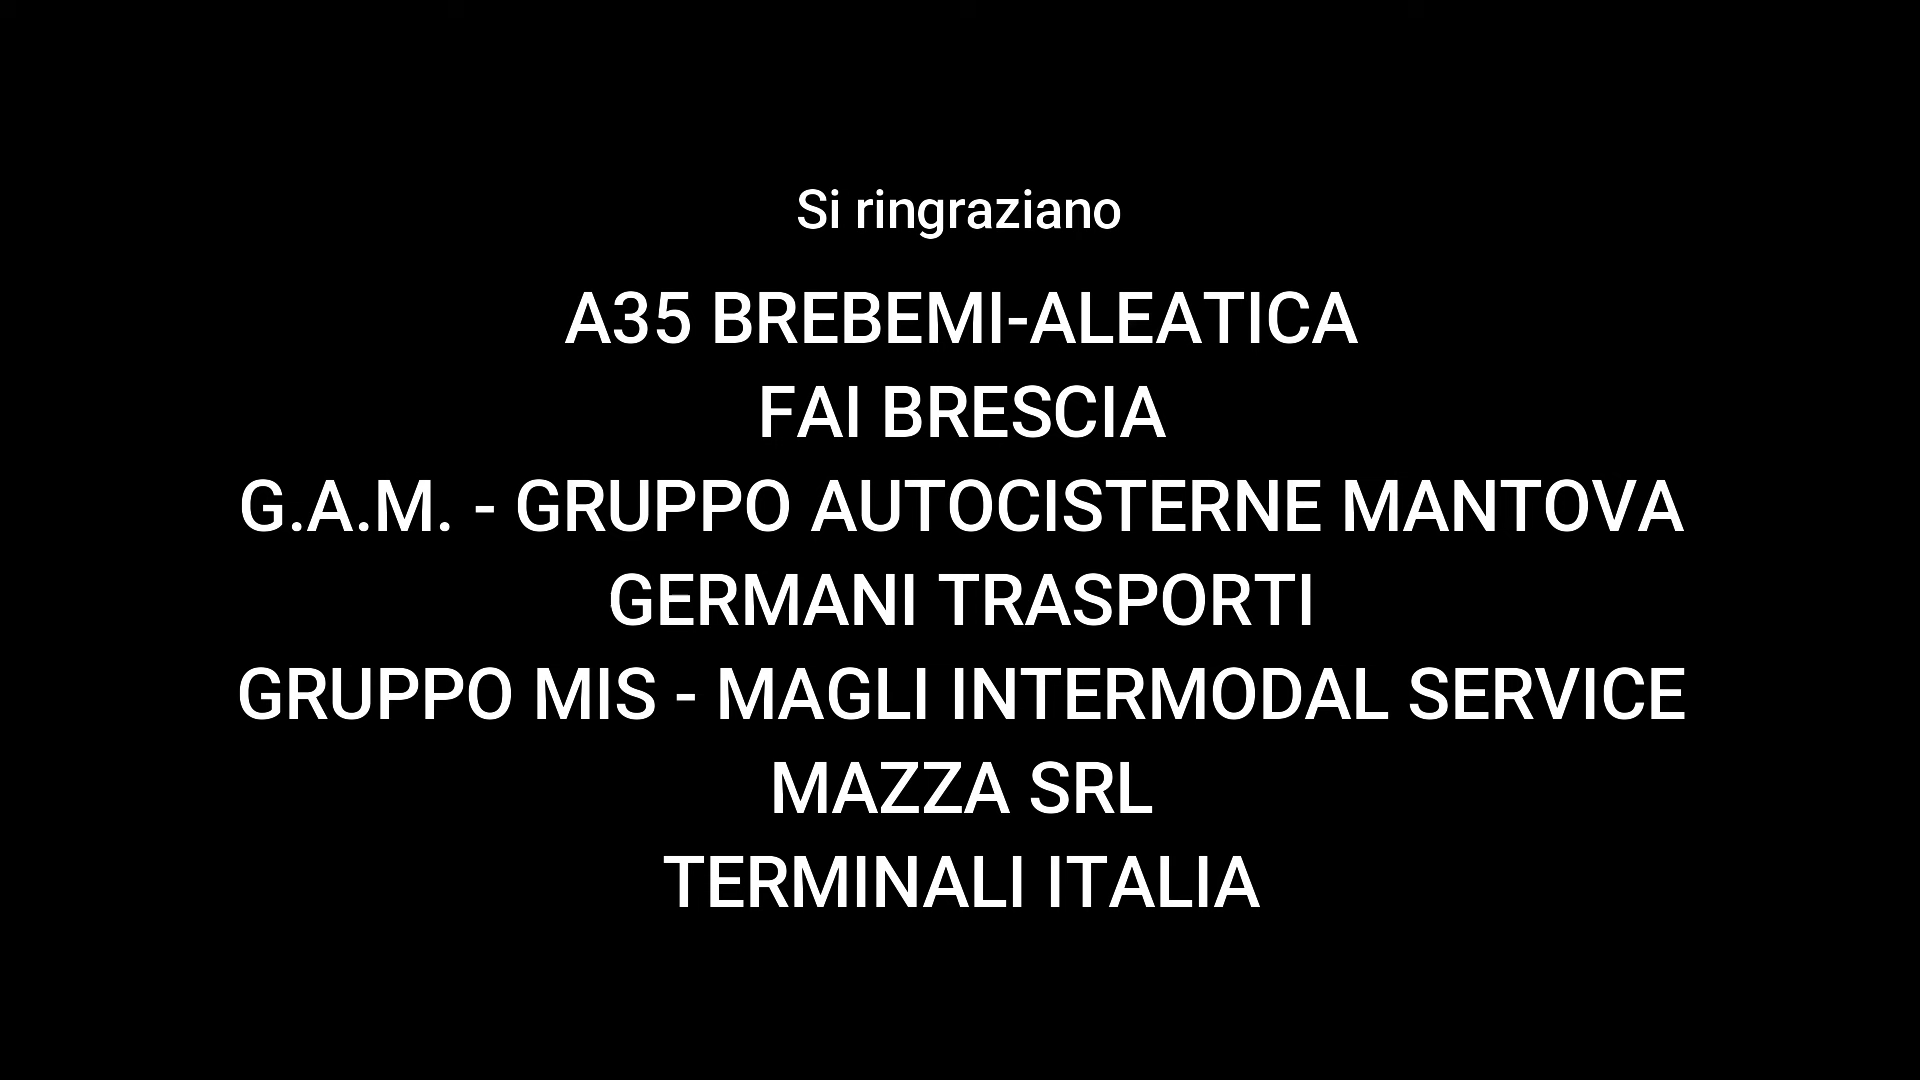 Si ringraziano
A35 BREBEMI-ALEATICA
FAI BRESCIA
G.A.M. - GRUPPO AUTOCISTERNE MANTOVA
GERMANI TRASPORTI
GRUPPO MIS - MAGLI INTERMODAL SERVICE
MAZZA SRL
TERMINALI ITALIA